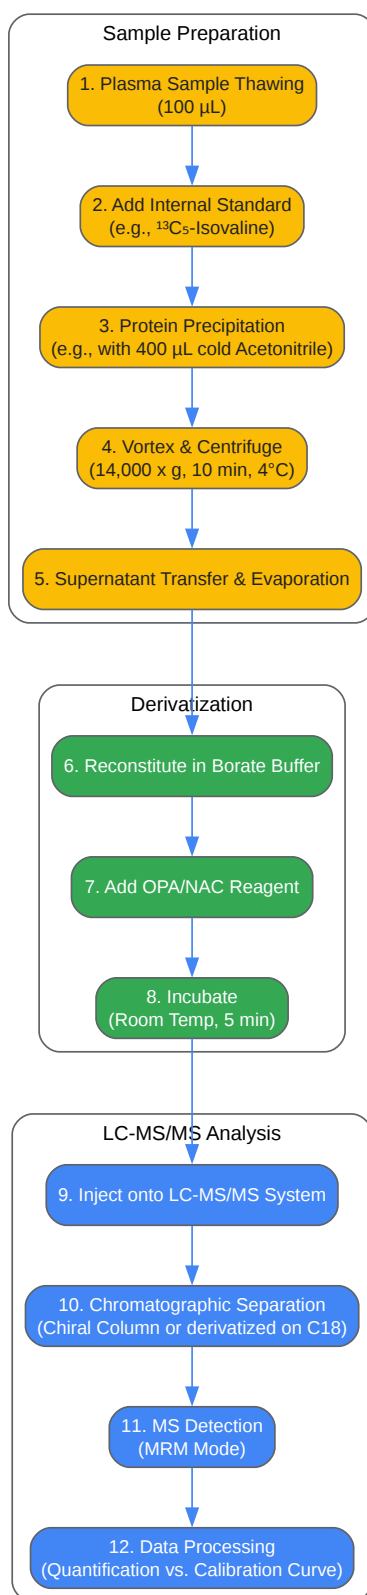 Sample Preparation
1. Plasma Sample Thawing
(100 µL)
2. Add Internal Standard
(e.g., ¹³C₅-Isovaline)
3. Protein Precipitation
(e.g., with 400 µL cold Acetonitrile)
4. Vortex & Centrifuge
(14,000 x g, 10 min, 4°C)
5. Supernatant Transfer & Evaporation
Derivatization
6. Reconstitute in Borate Buffer
7. Add OPA/NAC Reagent
8. Incubate
(Room Temp, 5 min)
LC-MS/MS Analysis
9. Inject onto LC-MS/MS System
10. Chromatographic Separation
(Chiral Column or derivatized on C18)
11. MS Detection
(MRM Mode)
12. Data Processing
(Quantification vs. Calibration Curve)